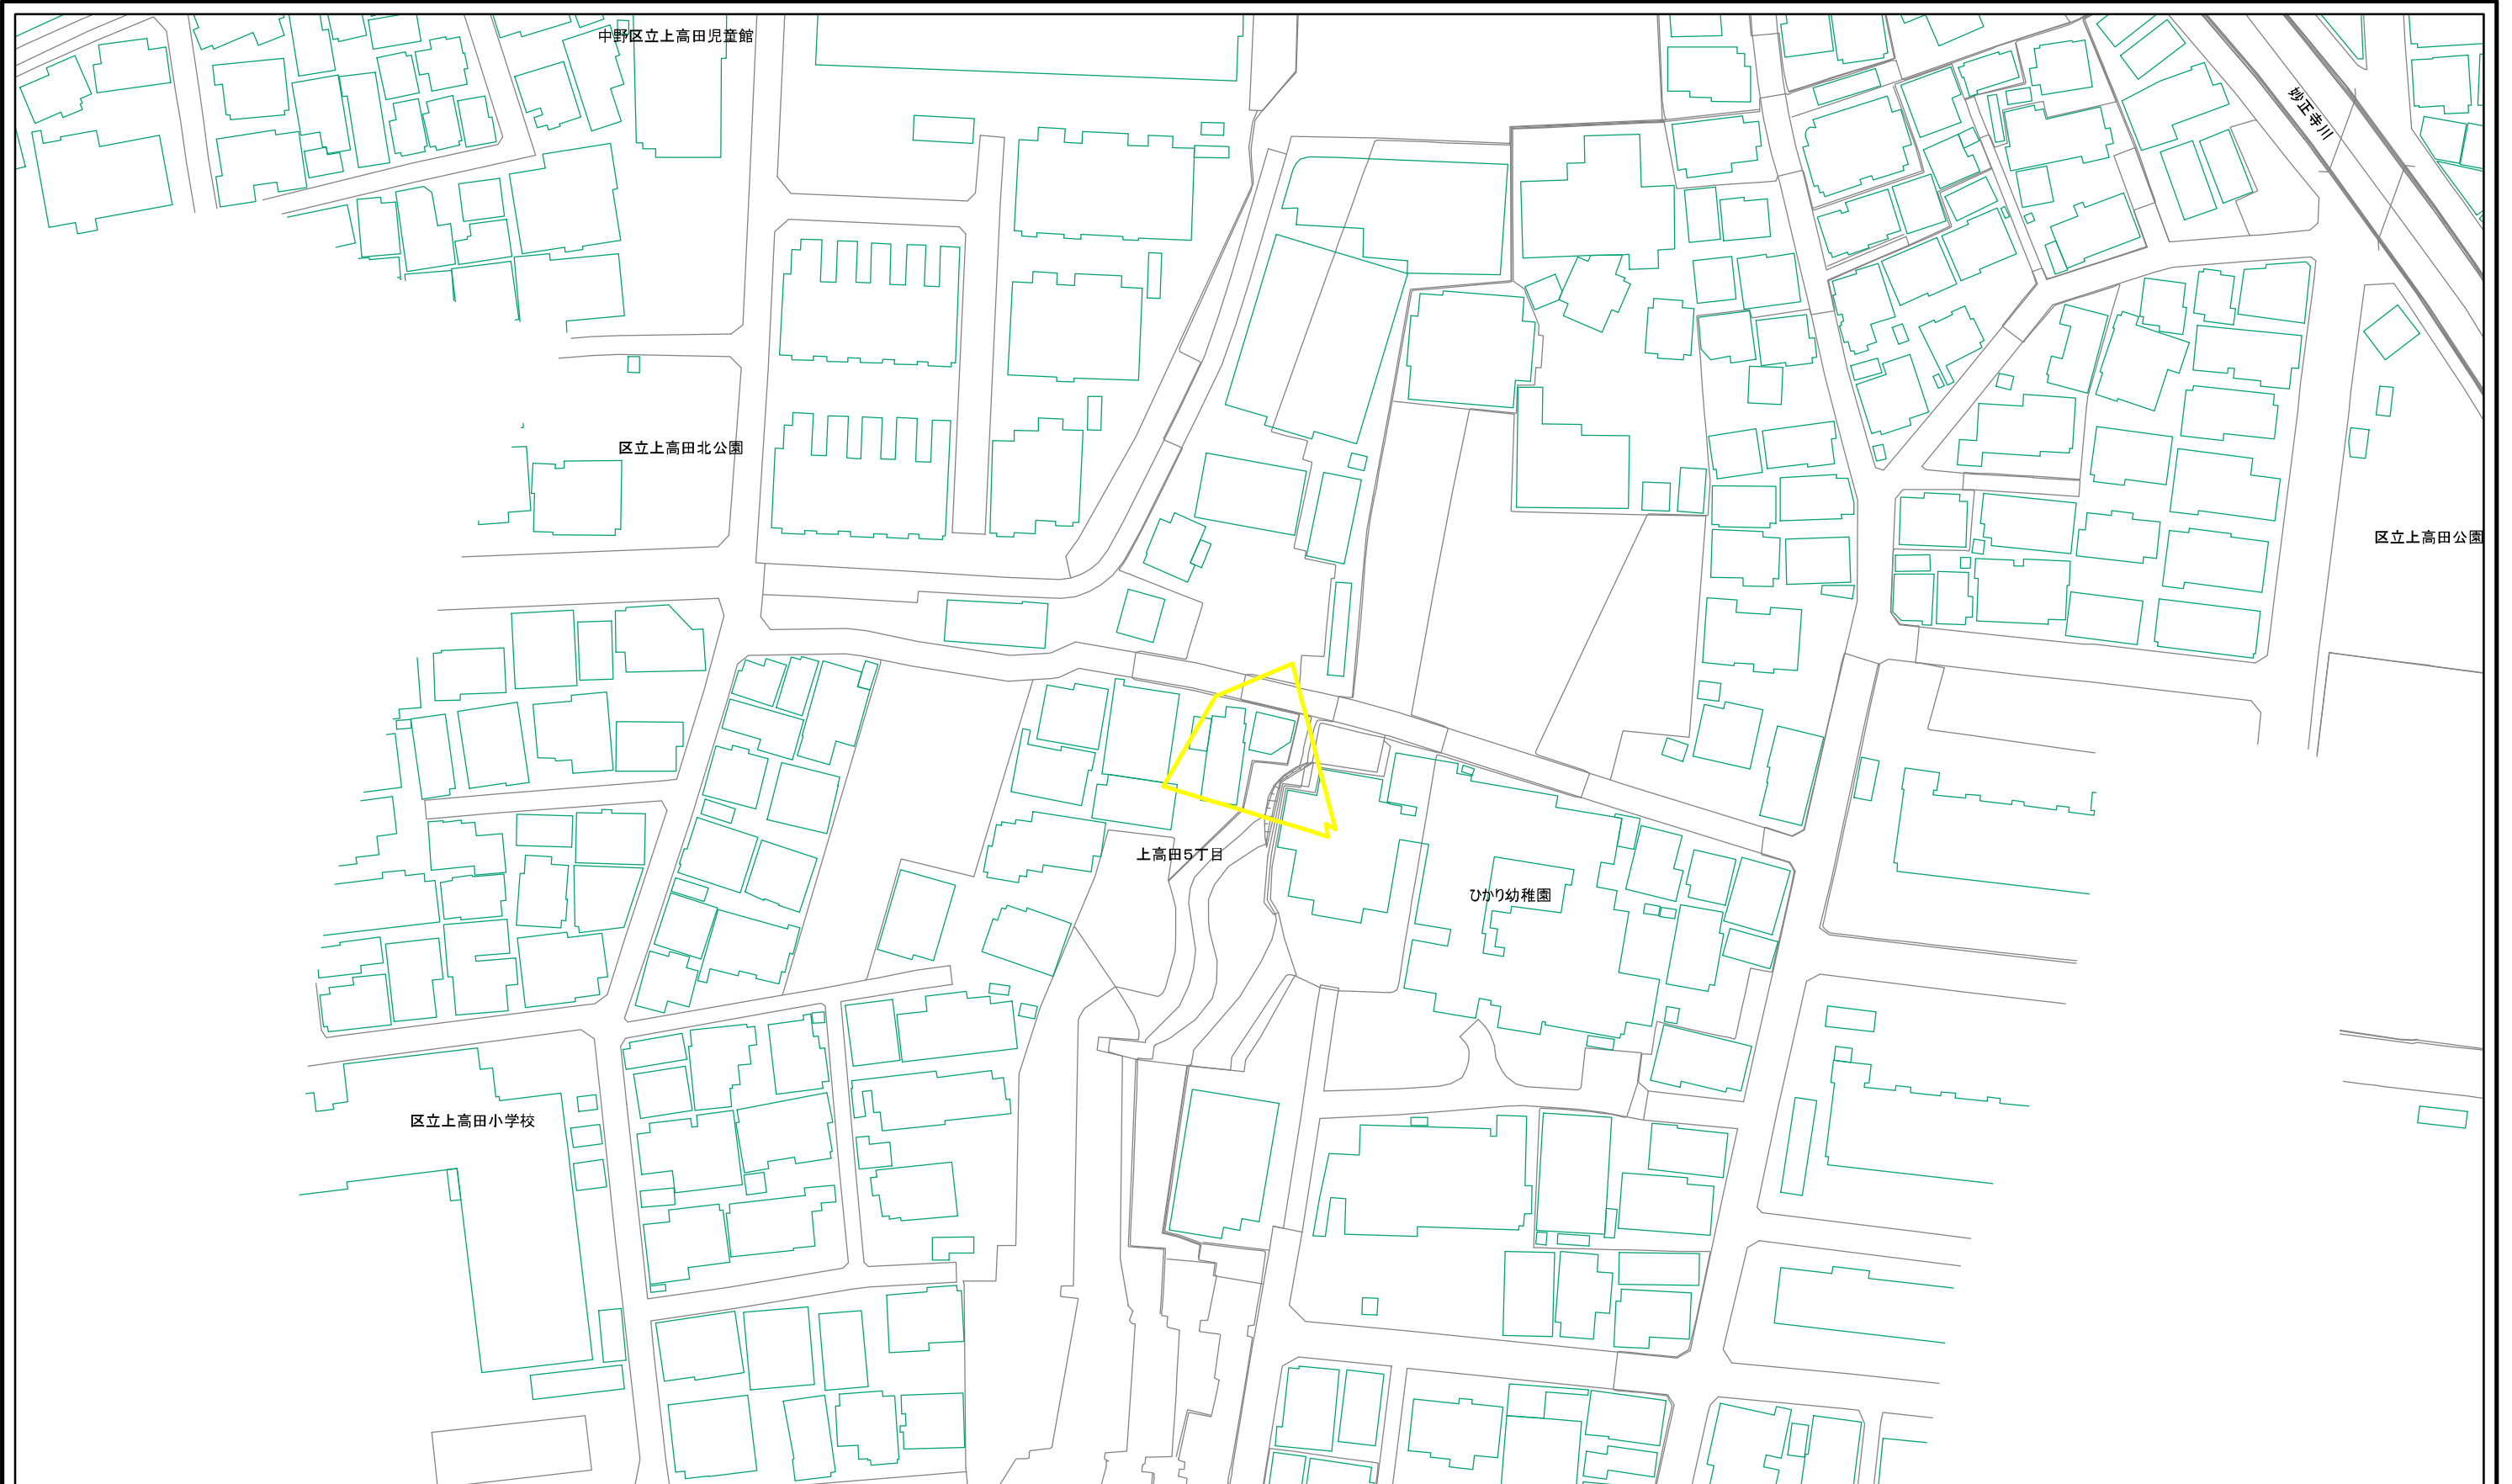 中野区立上高田児童館
妙正寺川
区立上高田北公園
区立上高田公園
上高田5丁目
ひかり幼稚園
区立上高田小学校